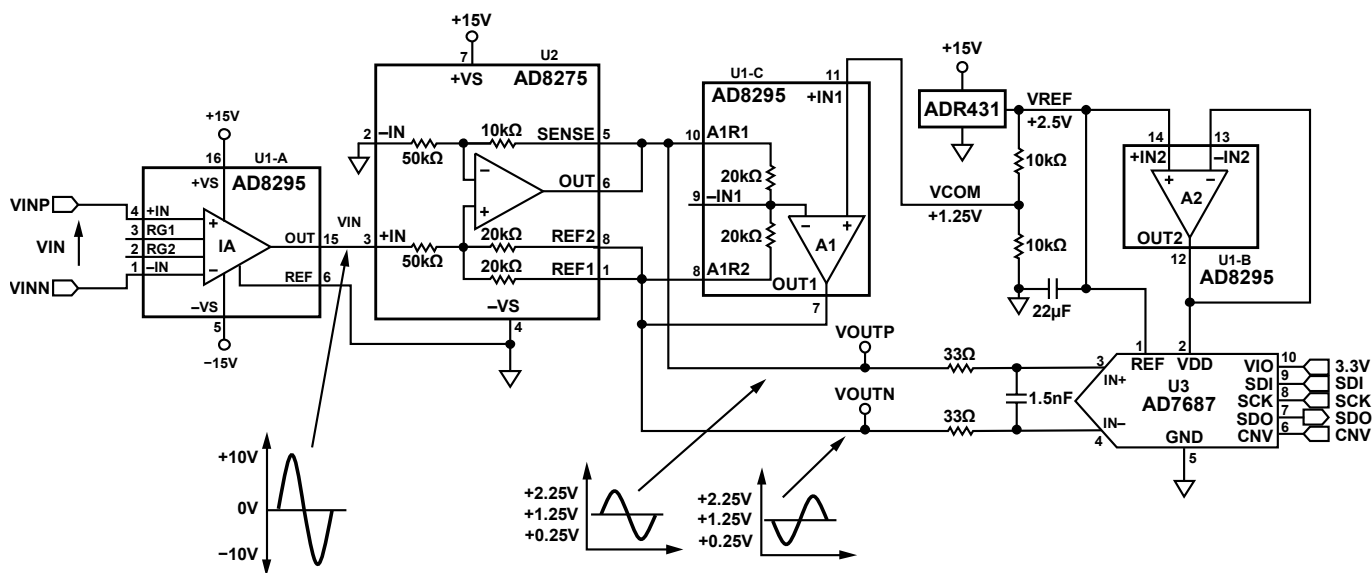 +15V
7
U2
+VS
AD8275
2
–IN
50kΩ
10kΩ
SENSE
5
OUT
6
VIN
3
+IN
50kΩ
20kΩ
REF2
8
20kΩ
REF1
1
–VS
4
+15V
16
U1-A
+VS
AD8295
VINP
4
+IN
3
RG1
VIN
IA
2
RG2
OUT
15
VINN
1
–IN
REF
6
–VS
5
–15V
U1-C
11
AD8295
+IN1
10
A1R1
20kΩ
9
–IN1
20kΩ
A1
8
A1R2
OUT1
7
+15V
ADR431
VREF
+2.5V
10kΩ
VCOM
+1.25V
10kΩ
22µF
14
13
+IN2
–IN2
A2
OUT2
12
U1-B
AD8295
VOUTP
33Ω
VOUTN
33Ω
1.5nF
1
2
REF
VDD
3
IN+
U3
AD7687
IN–
4
GND
5
VIO
10
3.3V
SDI
9
SDI
SCK
8
SCK
SDO
7
SDO
CNV
6
CNV
+10V
0V
–10V
+2.25V
+1.25V
+0.25V
+2.25V
+1.25V
+0.25V